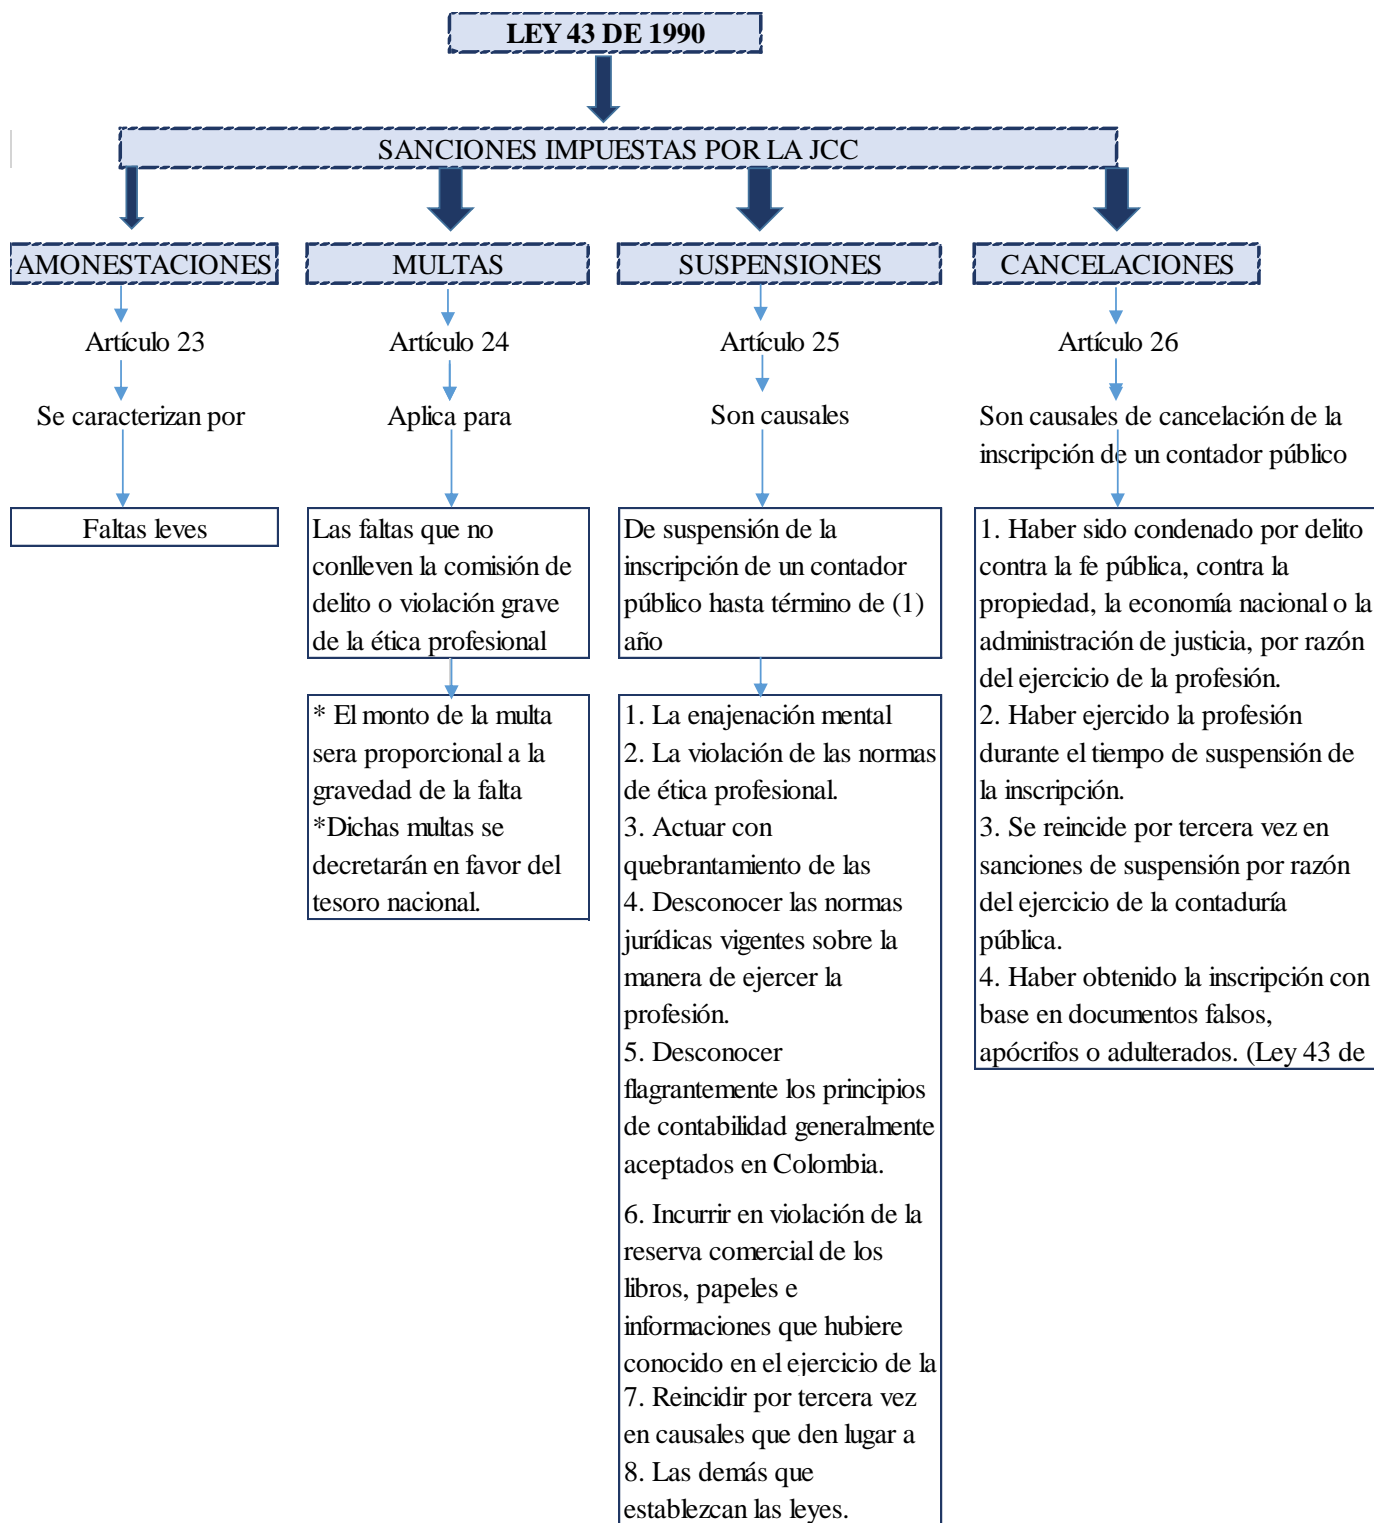 LEY 43 DE 1990
SANCIONES IMPUESTAS POR LA JCC
AMONESTACIONES
Artículo 23
Se caracterizan por
Faltas leves
MULTAS
Artículo 24
Aplica para
Las faltas que no
conlleven la comisión de
delito o violación grave
de la ética profesional
* El monto de la multa
sera proporcional a la
gravedad de la falta
*Dichas multas se
decretarán en favor del
tesoro nacional.
SUSPENSIONES
Artículo 25
Son causales
De suspensión de la
inscripción de un contador
público hasta término de (1)
año
1. La enajenación mental
2. La violación de las normas
de ética profesional.
3. Actuar con
quebrantamiento de las
4. Desconocer las normas
jurídicas vigentes sobre la
manera de ejercer la
profesión.
5. Desconocer
flagrantemente los principios
de contabilidad generalmente
aceptados en Colombia.
6. Incurrir en violación de la
reserva comercial de los
libros, papeles e
informaciones que hubiere
conocido en el ejercicio de la
7. Reincidir por tercera vez
en causales que den lugar a
8. Las demás que
establezcan las leyes.
CANCELACIONES
Artículo 26
Son causales de cancelación de la
inscripción de un contador público
1. Haber sido condenado por delito
contra la fe pública, contra la
propiedad, la economía nacional o la
administración de justicia, por razón
del ejercicio de la profesión.
2. Haber ejercido la profesión
durante el tiempo de suspensión de
la inscripción.
3. Se reincide por tercera vez en
sanciones de suspensión por razón
del ejercicio de la contaduría
pública.
4. Haber obtenido la inscripción con
base en documentos falsos,
apócrifos o adulterados. (Ley 43 de